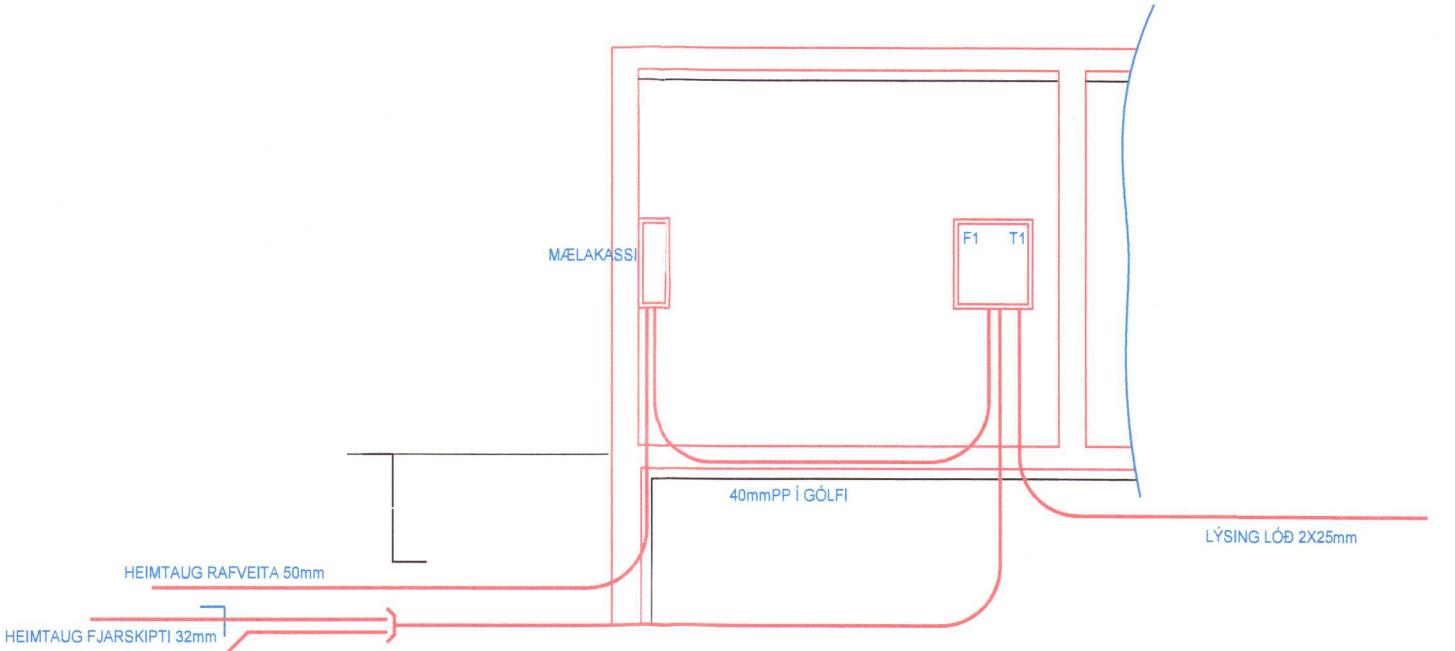 F1 T1
MÆLAKASSI
40mmPP Í GÓLFI
LÝSING LÓÐ 2X25mm
HEIMTAUG RAFVEITA 50mm
HEIMTAUG FJARSKIPTI 32mm